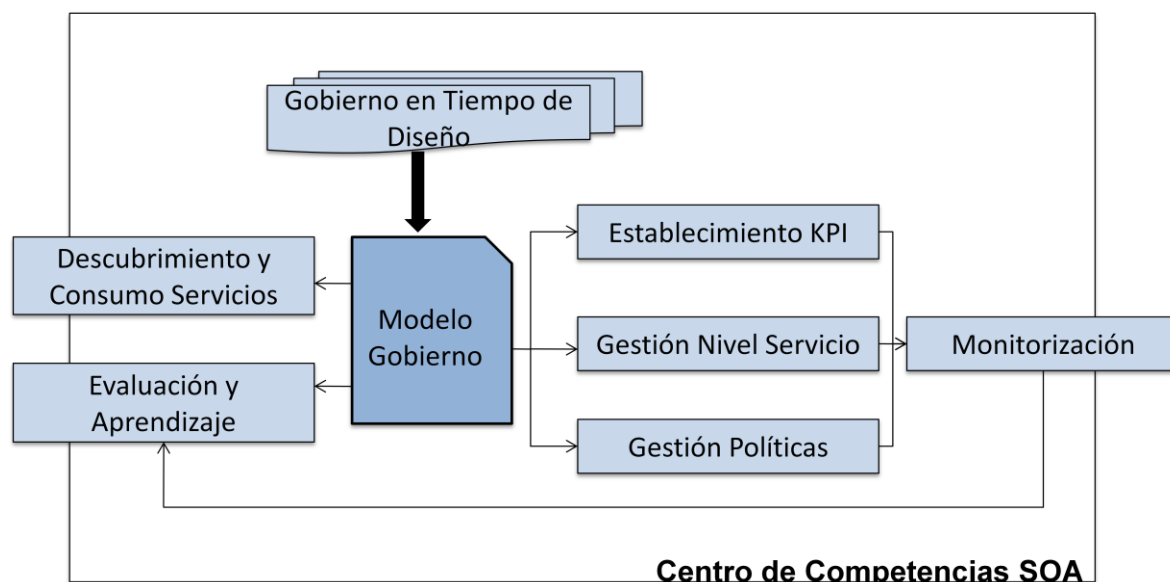 Gobierno en Tiempo de
Diseño
Descubrimiento y
Consumo Servicios
Evaluación y
Aprendizaje
Modelo
Gobierno
Establecimiento KPI
Gestión Nivel Servicio
Gestión Políticas
Monitorización
Centro de Competencias SOA